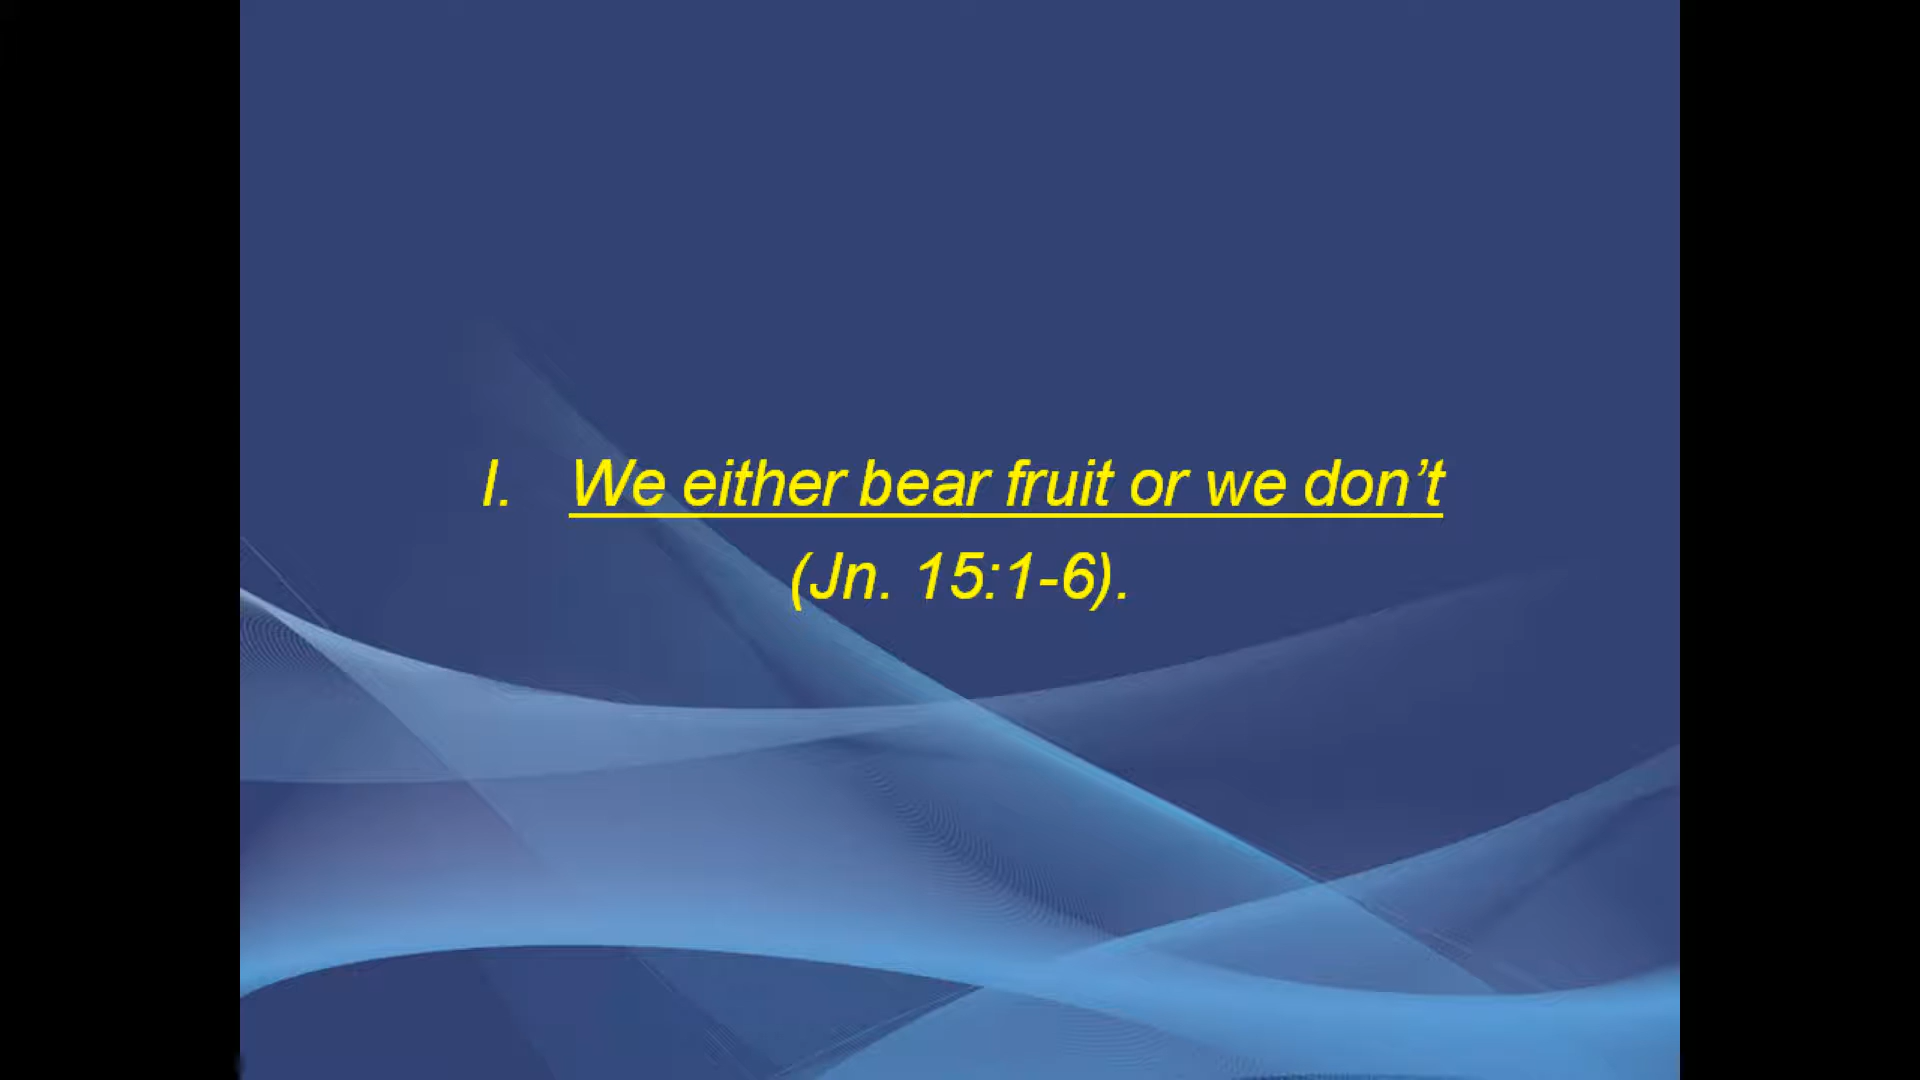 I. We either bear fruit or we don’t
(Jn. 15:1-6).